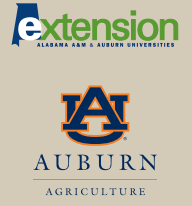 extension
ALABAMA A&M & AUBURN UNIVERSITIES
AU
AUBURN
AGRICULTURE